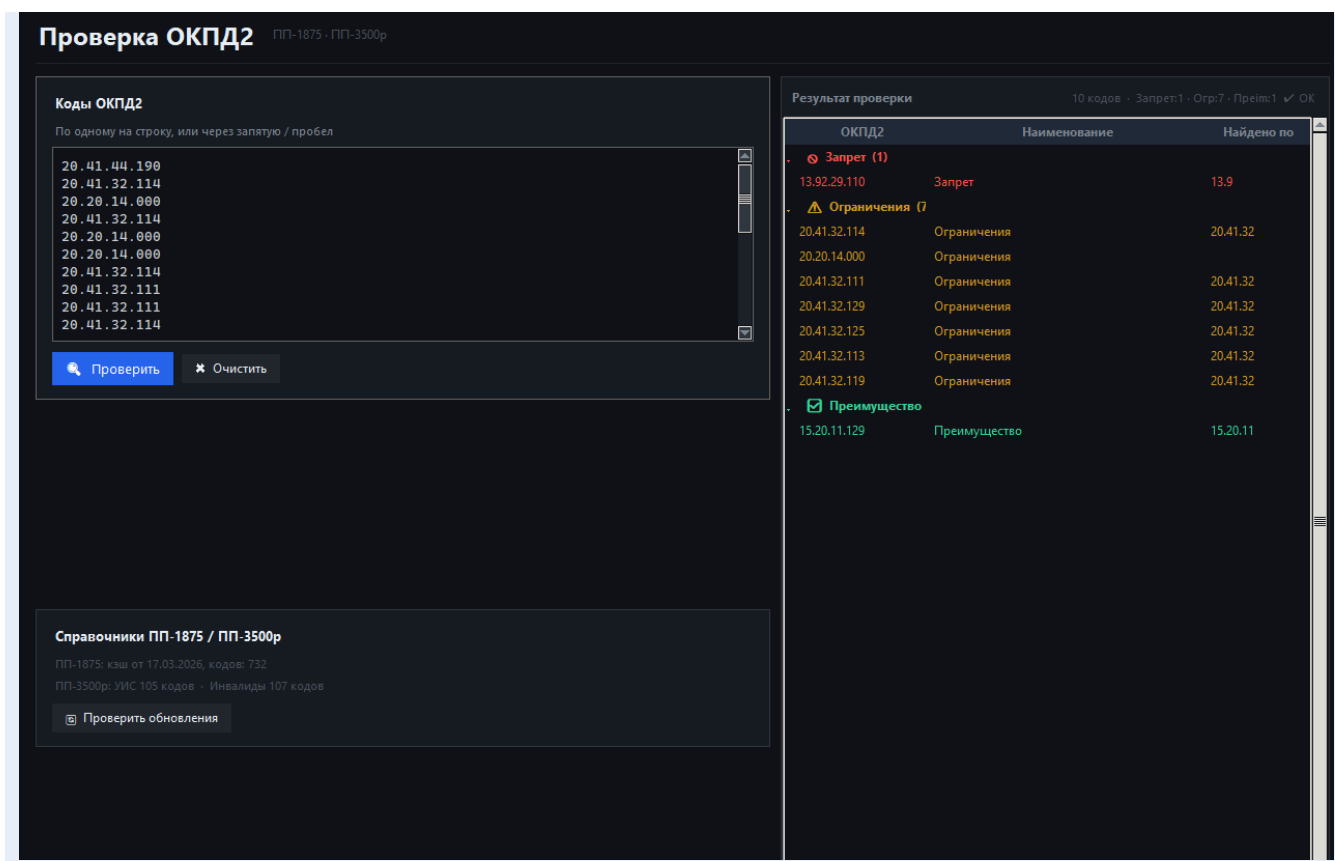 Проверка ОКПД2 ПП-1875 · ПП-3500р
Коды ОКПД2
По одному на строку, или через запятую / пробел
20.41.44.190
20.41.32.114
20.20.14.000
20.41.32.114
20.20.14.000
20.20.14.000
20.41.32.114
20.41.32.111
20.41.32.111
20.41.32.114
Проверить
Очистить
Справочники ПП-1875 / ПП-3500р
ПП-1875: кэш от 17.03.2026, кодов: 732
ПП-3500р: УИС 105 кодов · Инвалиды 107 кодов
Проверить обновления
Результат проверки 10 кодов · Запрет:1 · Огр:7 · Преім:1 ✔ ОК
ОКПД2 Наименование Найдено по
Запрет (1)
13.92.29.110 Запрет 13.9
Ограничения (7
20.41.32.114 Ограничения 20.41.32
20.20.14.000 Ограничения
20.41.32.111 Ограничения 20.41.32
20.41.32.129 Ограничения 20.41.32
20.41.32.125 Ограничения 20.41.32
20.41.32.113 Ограничения 20.41.32
20.41.32.119 Ограничения 20.41.32
Преимущество
15.20.11.129 Преимущество 15.20.11